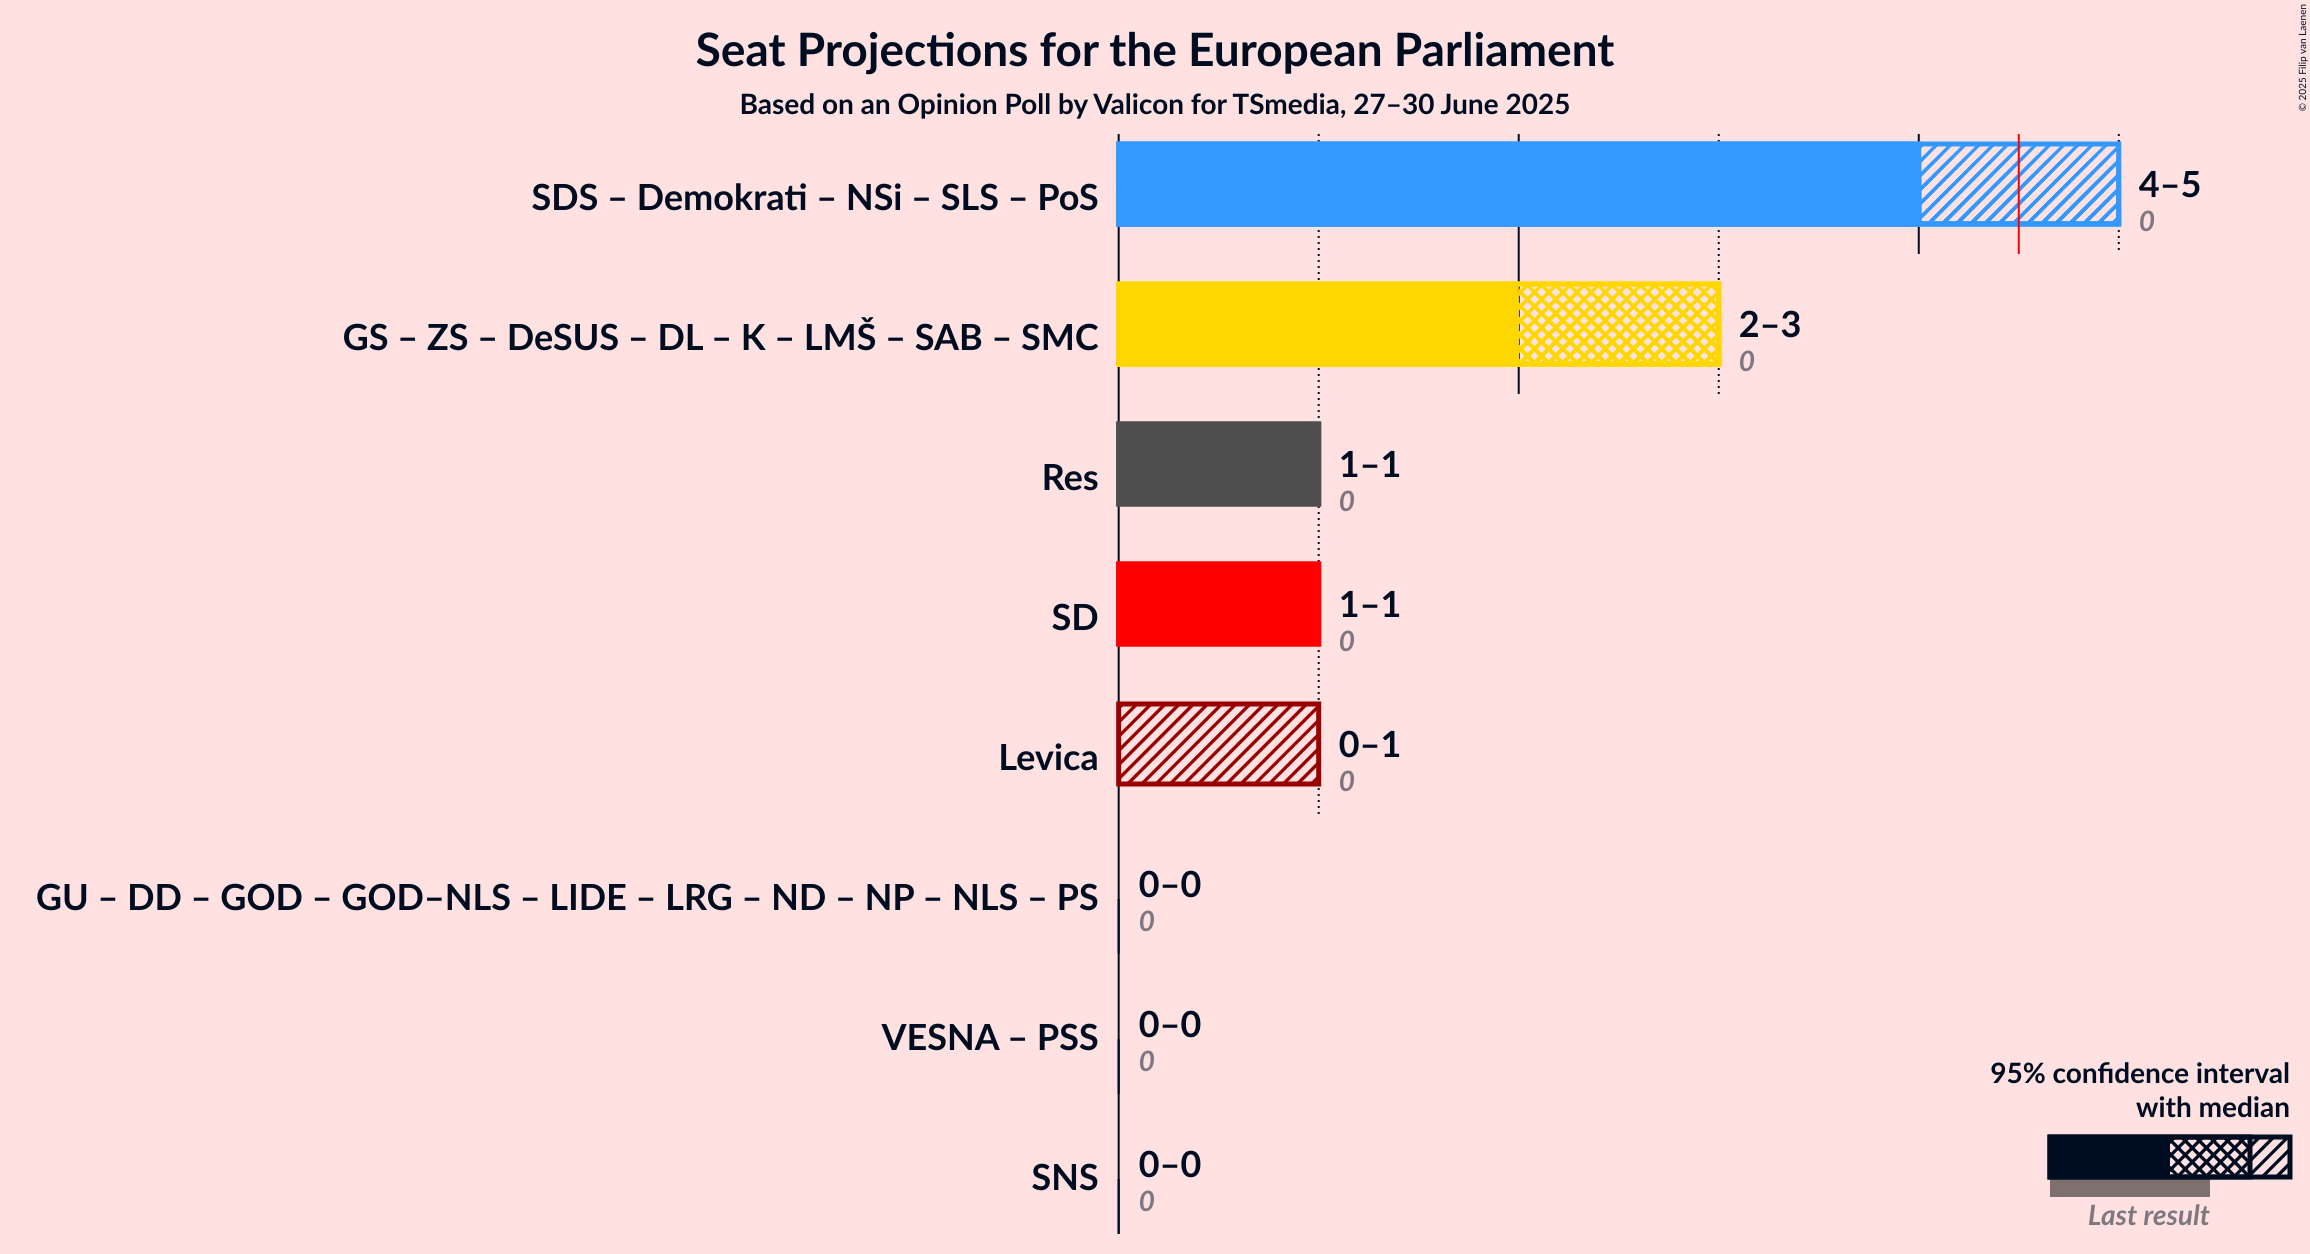 Seat Projections for the European Parliament
Based on an Opinion Poll by Valicon for TSmedia, 27–30 June 2025
© 2025 Filip van Laenen
SDS – Demokrati – NSi – SLS – PoS
4–5
0
GS – ZS – DeSUS – DL – K – LMŠ – SAB – SMC
2–3
0
Res
1–1
0
SD
1–1
0
Levica
0–1
0
GU – DD – GOD – GOD–NLS – LIDE – LRG – ND – NP – NLS – PS
0–0
0
VESNA – PSS
0–0
0
SNS
0–0
0
95% confidence interval
with median
Last result